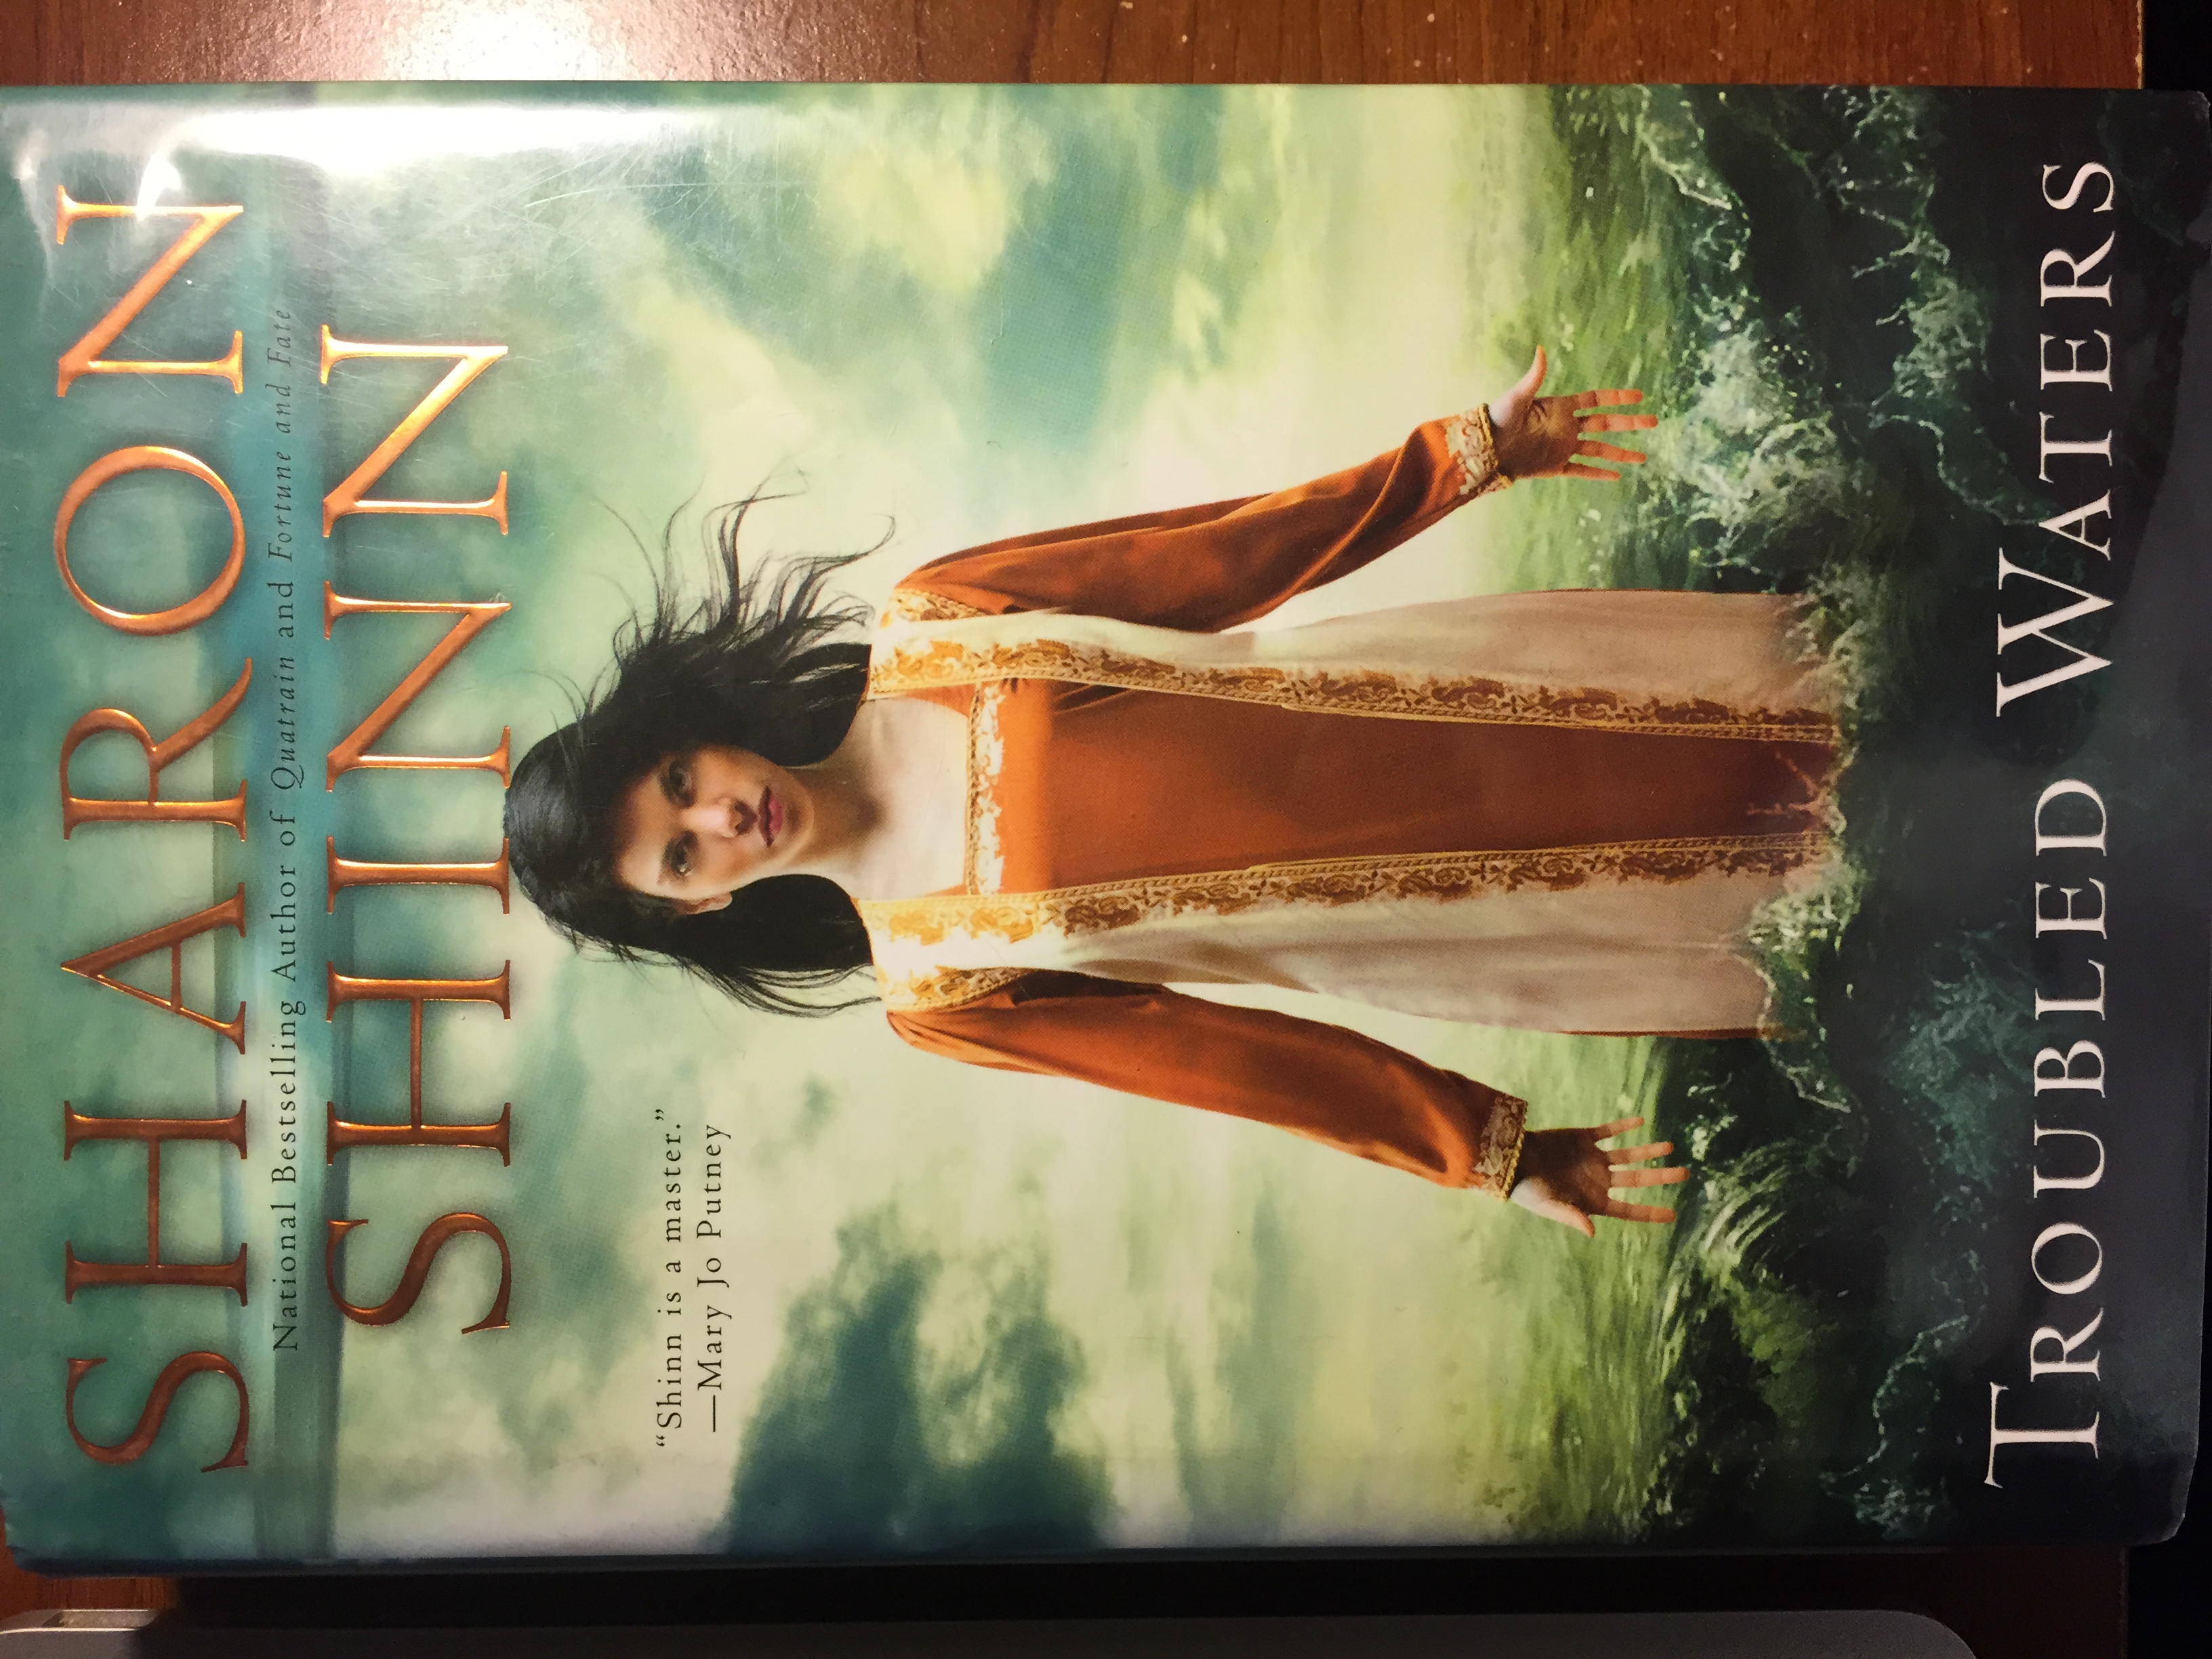 SHARON
National Bestselling Author of Quatrain and Fortune and Fate
SHINN
“Shinn is a master.”
—Mary Jo Putney
TROUBLED WATERS